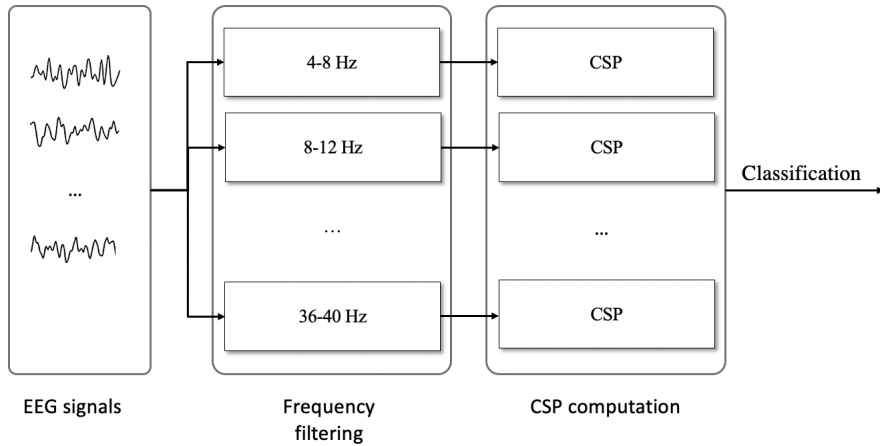 4-8 Hz
CSP
8-12 Hz
CSP
...
...
...
Classification
36-40 Hz
CSP
EEG signals
Frequency
filtering
CSP computation